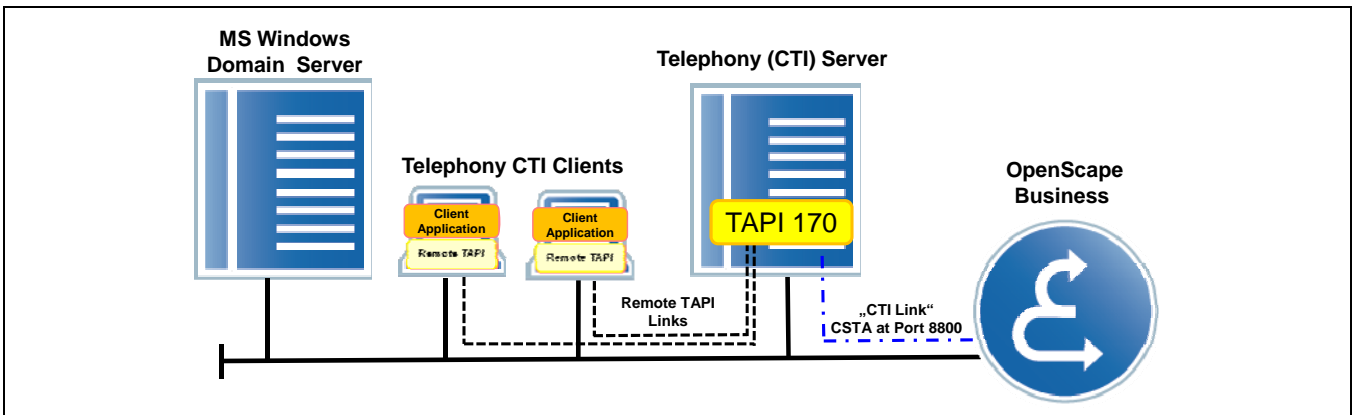 MS Windows
Domain Server
Telephony (CTI) Server
Telephony CTI Clients
OpenScape
Business
Client
Application
Remote TAPI
Client
Application
Remote TAPI
TAPI 170
Remote TAPI
Links
„CTI Link“
CSTA at Port 8800